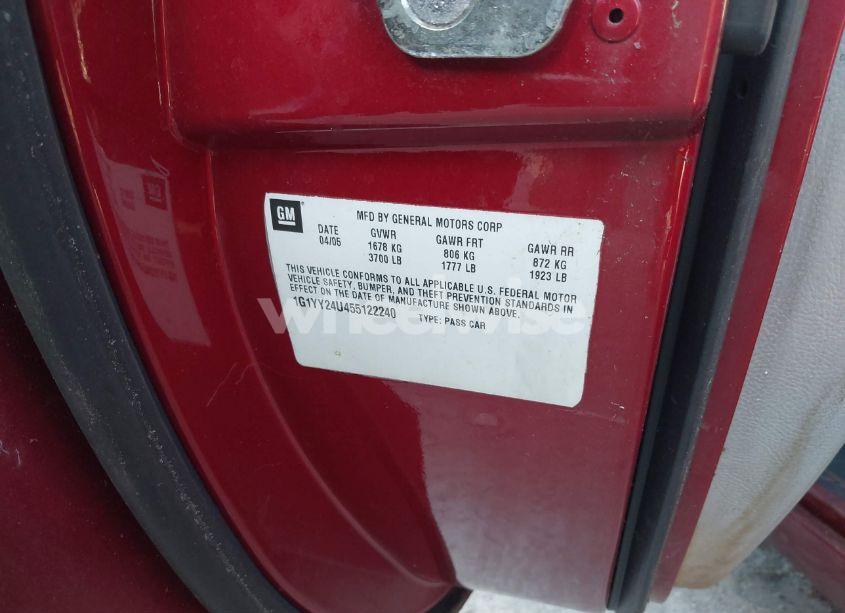 GM
MFD BY GENERAL MOTORS CORP
DATE GVWR GAWR FRT GAWR RR
04/05 1678 KG 806 KG 872 KG
3700 LB 1777 LB 1923 LB
THIS VEHICLE CONFORMS TO ALL APPLICABLE U.S. FEDERAL MOTOR
VEHICLE SAFETY, BUMPER, AND THEFT PREVENTION STANDARDS IN
EFFECT ON THE DATE OF MANUFACTURE SHOWN ABOVE.
1G1YY24U455122240 TYPE: PASS CAR
wheelwise